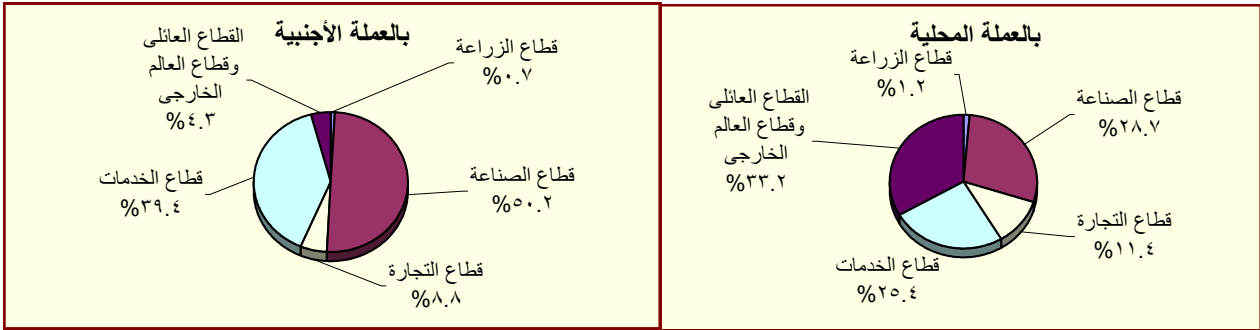 بالعملة المحلية
قطاع الزراعة
%١.٢
قطاع الصناعة
%٢٨.٧
قطاع التجارة
%١١.٤
قطاع الخدمات
%٢٥.٤
القطاع العائلى
وقطاع العالم
الخارجى
%٣٣.٢
بالعملة الأجنبية
قطاع الزراعة
%٠.٧
قطاع الصناعة
%٥٠.٢
قطاع التجارة
%٨.٨
قطاع الخدمات
%٣٩.٤
القطاع العائلى
وقطاع العالم
الخارجى
%٤.٣